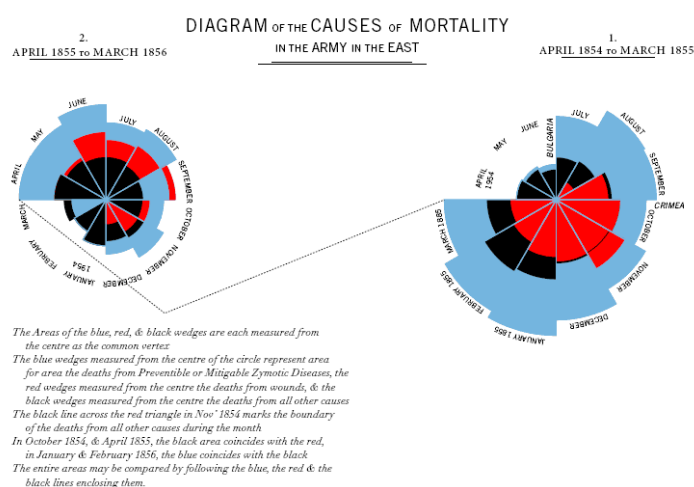 DIAGRAM OF THE CAUSES OF MORTALITY
IN THE ARMY IN THE EAST
2.
APRIL 1855 TO MARCH 1856
1.
APRIL 1854 TO MARCH 1855
APRIL
MAY
JUNE
JULY
AUGUST
SEPTEMBER
OCTOBER
NOVEMBER
DECEMBER
JANUARY
1954
FEBRUARY
MARCH
APRIL
1954
MAY
JUNE
BULGARIA
JULY
AUGUST
SEPTEMBER
CRIMEA
OCTOBER
NOVEMBER
DECEMBER
JANUARY 1855
FEBRUARY 1855
MARCH 1885
The Areas of the blue, red, & black wedges are each measured from
the centre as the common vertex
The blue wedges measured from the centre of the circle represent area
for area the deaths from Preventible or Mitigable Zymotic Diseases, the
red wedges measured from the centre the deaths from wounds, & the
black wedges measured from the centre the deaths from all other causes
The black line across the red triangle in Nov' 1854 marks the boundary
of the deaths from all other causes during the month
In October 1854, & April 1855, the black area coincides with the red,
in January & February 1856, the blue coincides with the black
The entire areas may be compared by following the blue, the red & the
black lines enclosing them.